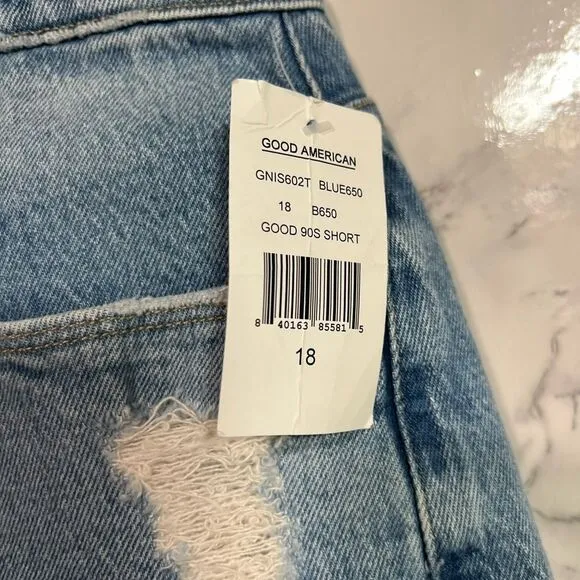 GOOD AMERICAN
GNIS602T BLUE650
18 B650
GOOD 90S SHORT
8 40163 85581 5
18